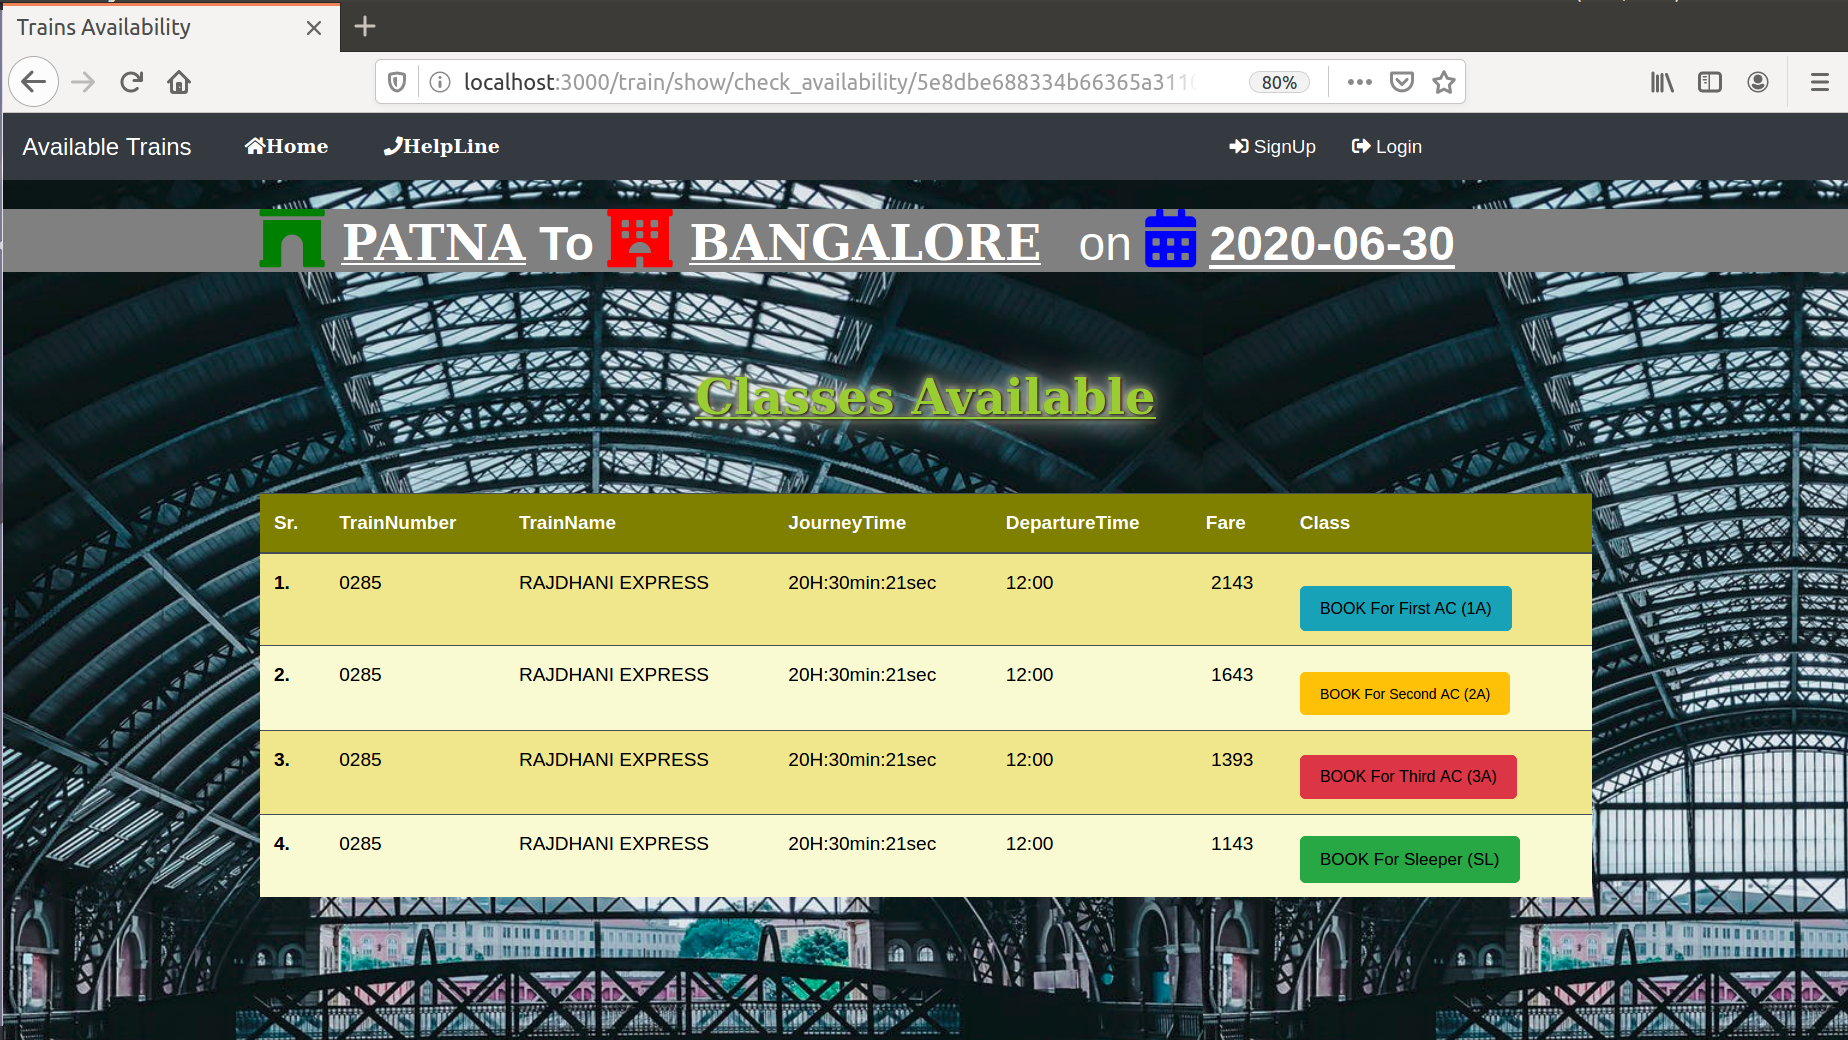 Trains Availability
localhost:3000/train/show/check_availability/5e8dbe688334b66365a3110
80%
Available Trains Home HelpLine SignUp Login
PATNA To BANGALORE on 2020-06-30
Classes Available
Sr. TrainNumber TrainName JourneyTime DepartureTime Fare Class
1. 0285 RAJDHANI EXPRESS 20H:30min:21sec 12:00 2143 BOOK For First AC (1A)
2. 0285 RAJDHANI EXPRESS 20H:30min:21sec 12:00 1643 BOOK For Second AC (2A)
3. 0285 RAJDHANI EXPRESS 20H:30min:21sec 12:00 1393 BOOK For Third AC (3A)
4. 0285 RAJDHANI EXPRESS 20H:30min:21sec 12:00 1143 BOOK For Sleeper (SL)